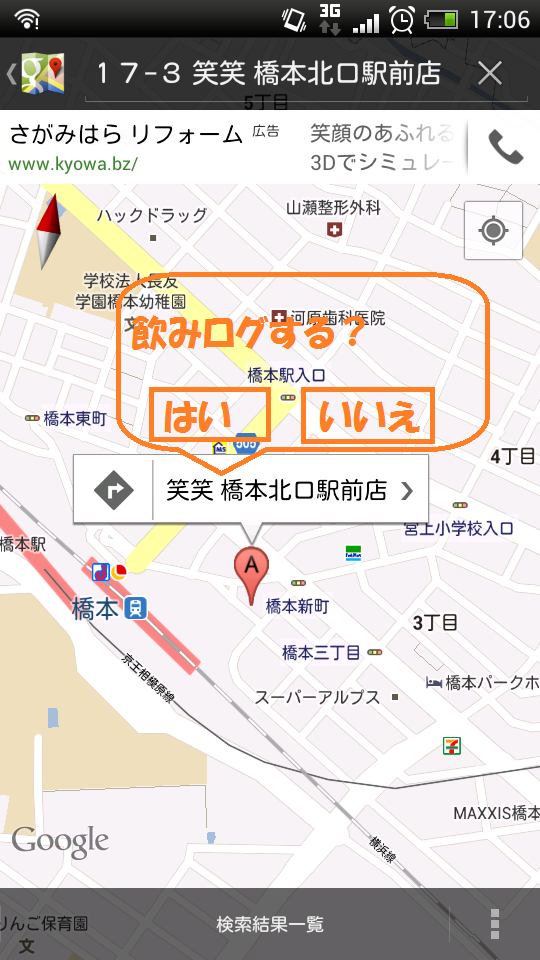 3G
17:06
17-3 笑笑 橋本北口駅前店
5丁目
さがみはら リフォーム 広告
www.kyowa.bz/
笑顔のあふれる
3Dでシミュレー
ハックドラッグ
山瀬整形外科
学校法人長友
学園橋本幼稚園
文
河原歯科医院
飲みログする?
橋本駅入口
はい
いいえ
橋本東町
505
4丁目
笑笑 橋本北口駅前店
宮上小学校入口
橋本駅
A
橋本
橋本新町
3丁目
橋本三丁目
京王相模原線
橋本パークホ
スーパーアルプス
7
MAXXIS橋本
Google
横浜線
りんご保育園
文
検索結果一覧